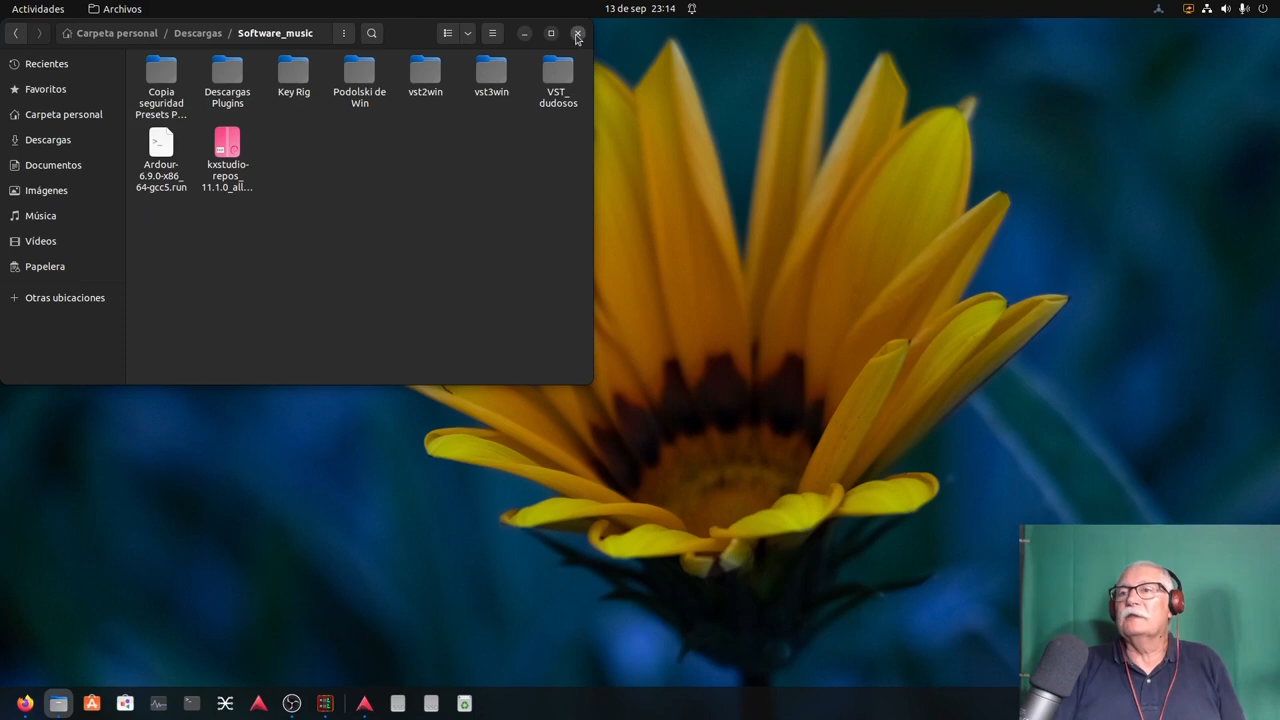 Actividades Archivos 13 de sep 23:14
Carpeta personal / Descargas / Software_music
Recientes
Favoritos
Carpeta personal
Descargas
Documentos
Imágenes
Música
Vídeos
Papelera
Otras ubicaciones
Copia
seguridad
Presets P...
Descargas
Plugins
Key Rig
Podolski de
Win
vst2win
vst3win
VST_
dudosos
Ardour-
6.9.0-x86_
64-gcc5.run
kxstudio-
repos_
11.1.0_all...